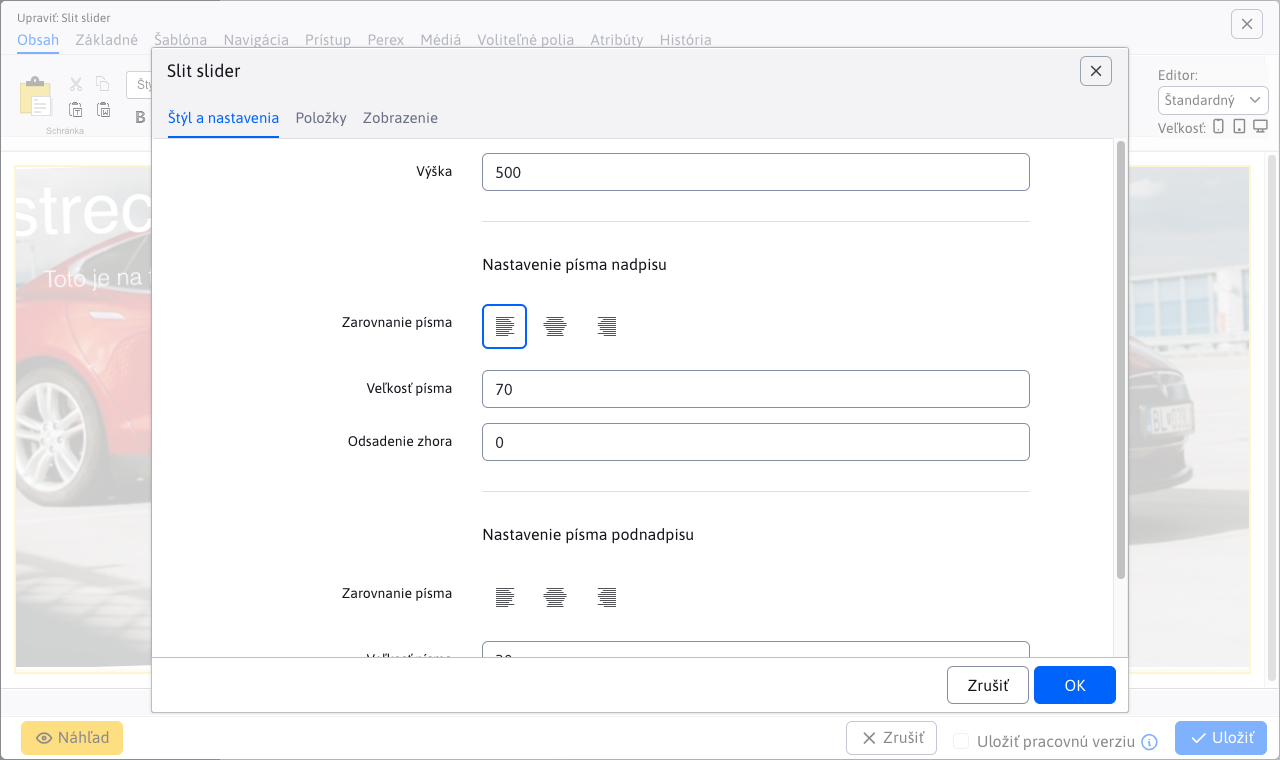 Upraviť: Slit slider
Obsah Základné Šablóna Navigácia Prístup Perex Médiá Voliteľné polia Atribúty História
Slit slider
Editor:
Štandardný
Veľkosť:
Schránka
B
Štýl a nastavenia Položky Zobrazenie
Výška 500
Nastavenie písma nadpisu
Zarovnanie písma
Veľkosť písma 70
Odsadenie zhora 0
Nastavenie písma podnadpisu
Zarovnanie písma
Veľkosť písma
Toto je na
Zrušiť OK
Náhľad
Zrušiť
Uložiť pracovnú verziu
Uložiť